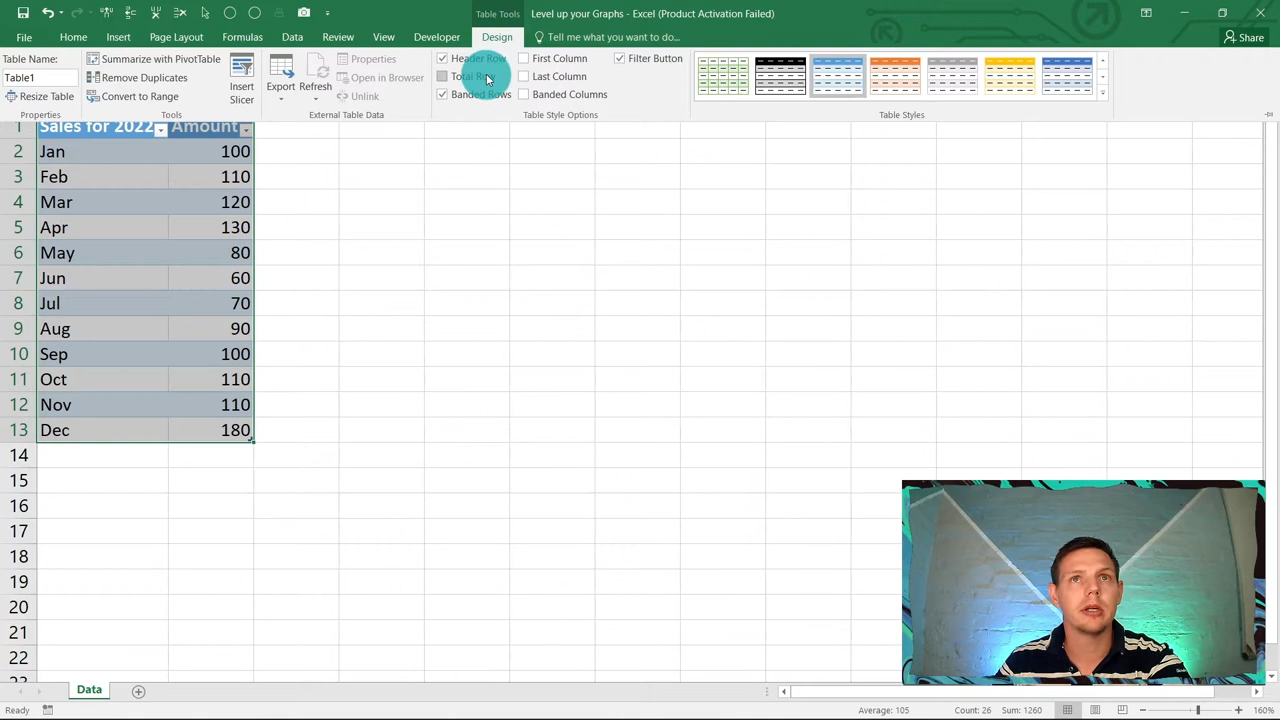 Table Tools
Level up your Graphs - Excel (Product Activation Failed)
File Home Insert Page Layout Formulas Data Review View Developer Design Tell me what you want to do... Share
Table Name:
Table1
Resize Table
Properties
Summarize with PivotTable
Remove Duplicates
Convert to Range
Tools
Insert
Slicer
Export
Refresh
Properties
Open in Browser
Unlink
External Table Data
Header Row
Total Row
Banded Rows
First Column
Last Column
Banded Columns
Filter Button
Table Style Options
Table Styles
1 Sales for 2022 Amount
2 Jan 100
3 Feb 110
4 Mar 120
5 Apr 130
6 May 80
7 Jun 60
8 Jul 70
9 Aug 90
10 Sep 100
11 Oct 110
12 Nov 110
13 Dec 180
14
15
16
17
18
19
20
21
22
23
Data
Ready
Average: 105 Count: 26 Sum: 1260
160%